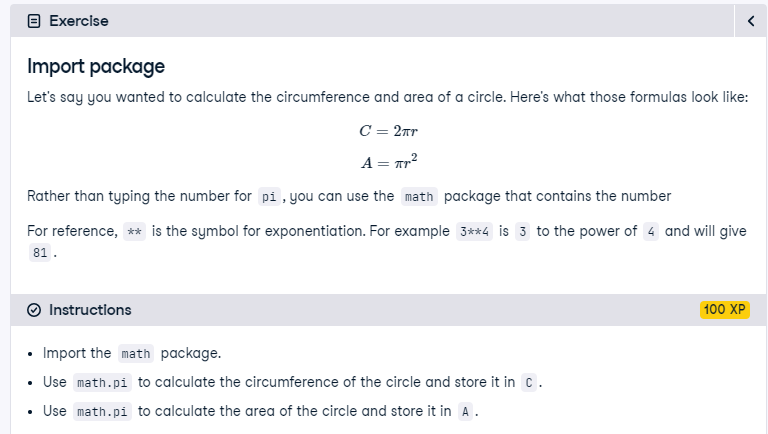 Exercise
Import package
Let's say you wanted to calculate the circumference and area of a circle. Here's what those formulas look like:
C = 2πr
A = πr²
Rather than typing the number for pi , you can use the math package that contains the number
For reference, ** is the symbol for exponentiation. For example 3**4 is 3 to the power of 4 and will give
81 .
Instructions
100 XP
• Import the math package.
• Use math.pi to calculate the circumference of the circle and store it in C .
• Use math.pi to calculate the area of the circle and store it in A .